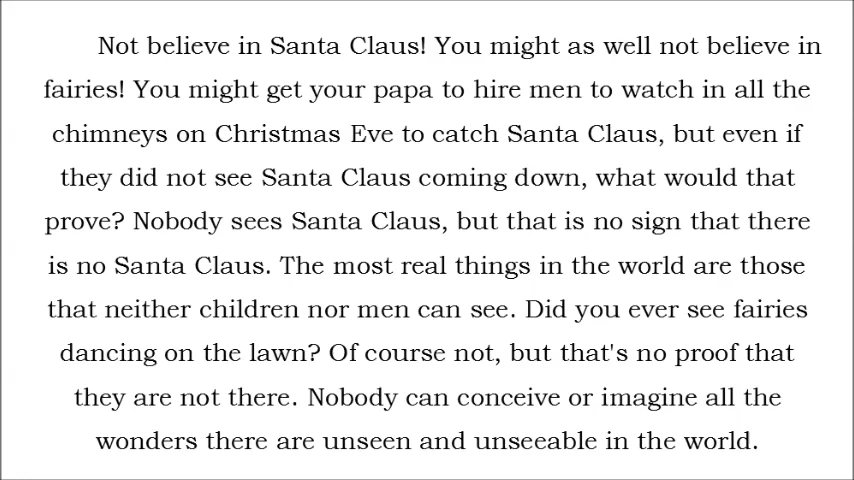 Not believe in Santa Claus! You might as well not believe in
fairies! You might get your papa to hire men to watch in all the
chimneys on Christmas Eve to catch Santa Claus, but even if
they did not see Santa Claus coming down, what would that
prove? Nobody sees Santa Claus, but that is no sign that there
is no Santa Claus. The most real things in the world are those
that neither children nor men can see. Did you ever see fairies
dancing on the lawn? Of course not, but that's no proof that
they are not there. Nobody can conceive or imagine all the
wonders there are unseen and unseeable in the world.